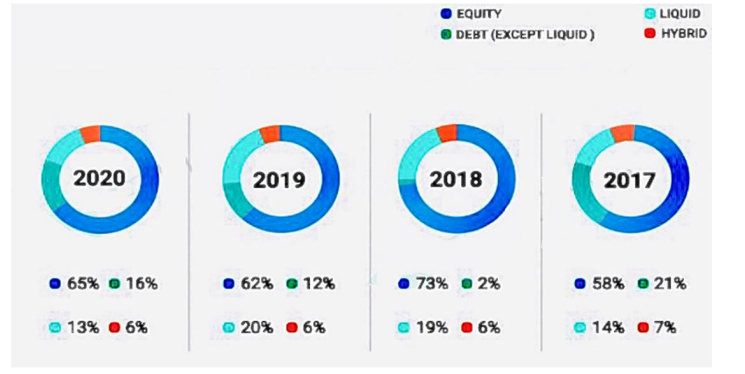 EQUITY LIQUID
DEBT (EXCEPT LIQUID ) HYBRID
2020 2019 2018 2017
65% 16% 62% 12% 73% 2% 58% 21%
13% 6% 20% 6% 19% 6% 14% 7%